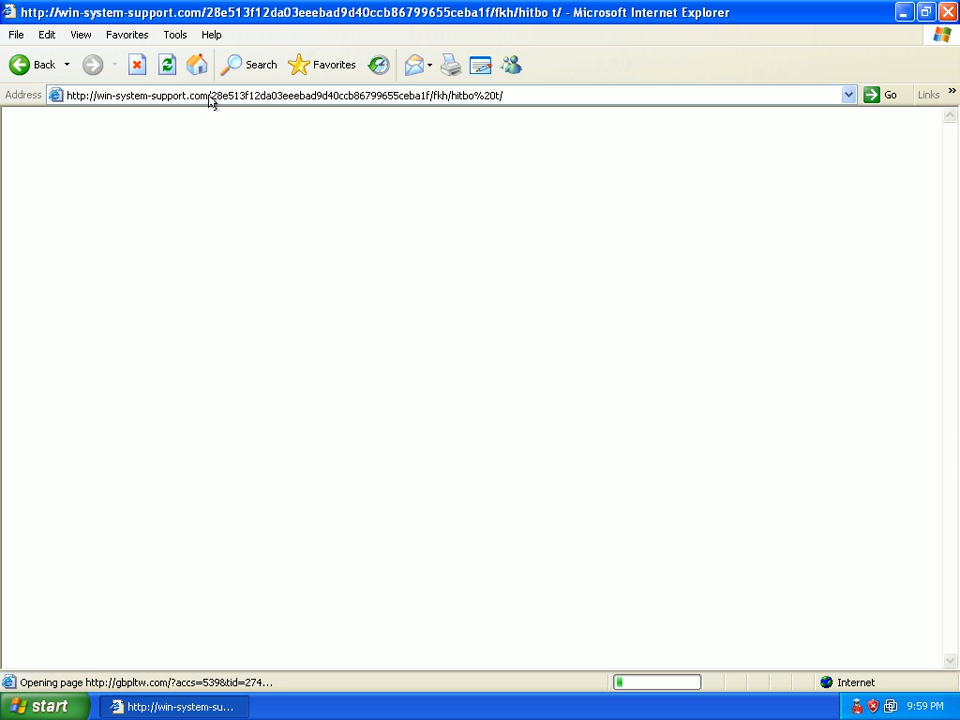 http://win-system-support.com/28e513f12da03eeebad9d40ccb86799655ceba1f/fkh/hitbo t/ - Microsoft Internet Explorer
File Edit View Favorites Tools Help
Back Search Favorites
Address http://win-system-support.com/28e513f12da03eeebad9d40ccb86799655ceba1f/fkh/hitbo%20t/ Go Links »
Opening page http://gbpltw.com/?accs=539&tid=274... Internet
start http://win-system-su... 9:59 PM